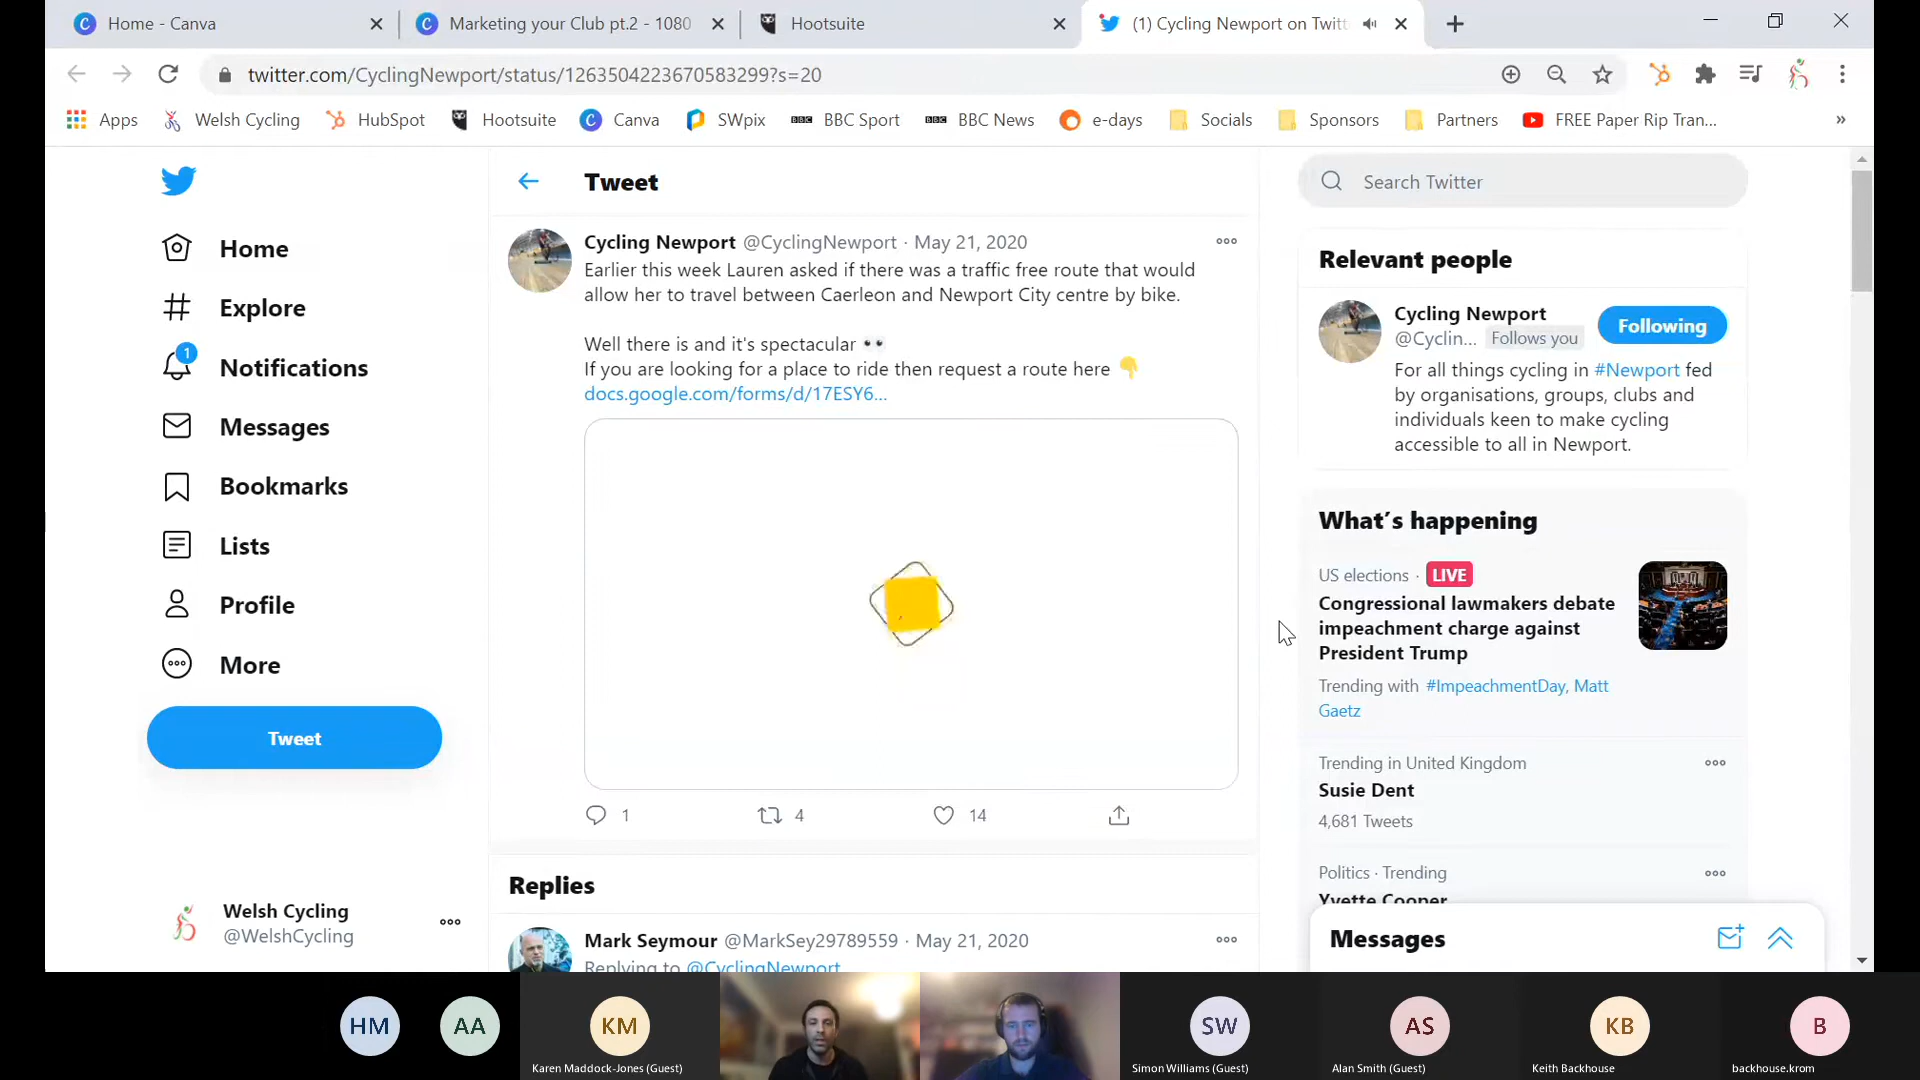 Home - Canva
Marketing your Club pt.2 - 1080
Hootsuite
(1) Cycling Newport on Twitt
twitter.com/CyclingNewport/status/1263504223670583299?s=20
Apps
Welsh Cycling
HubSpot
Hootsuite
Canva
SWpix
BBC BBC Sport
BBC BBC News
e-days
Socials
Sponsors
Partners
FREE Paper Rip Tran...
»
Home
Explore
1
Notifications
Messages
Bookmarks
Lists
Profile
More
Tweet
Welsh Cycling
@WelshCycling
Tweet
Cycling Newport @CyclingNewport · May 21, 2020
Earlier this week Lauren asked if there was a traffic free route that would
allow her to travel between Caerleon and Newport City centre by bike.
Well there is and it's spectacular 👀
If you are looking for a place to ride then request a route here 👇
docs.google.com/forms/d/17ESY6...
1
4
14
Replies
Mark Seymour @MarkSey29789559 · May 21, 2020
Replying to @CyclingNewport
Search Twitter
Relevant people
Cycling Newport
@Cyclin... Follows you
Following
For all things cycling in #Newport fed
by organisations, groups, clubs and
individuals keen to make cycling
accessible to all in Newport.
What's happening
US elections · LIVE
Congressional lawmakers debate
impeachment charge against
President Trump
Trending with #ImpeachmentDay, Matt
Gaetz
Trending in United Kingdom
Susie Dent
4,681 Tweets
Politics · Trending
Yvette Cooper
Messages
HM
AA
KM
Karen Maddock-Jones (Guest)
SW
Simon Williams (Guest)
AS
Alan Smith (Guest)
KB
Keith Backhouse
B
backhouse.krom